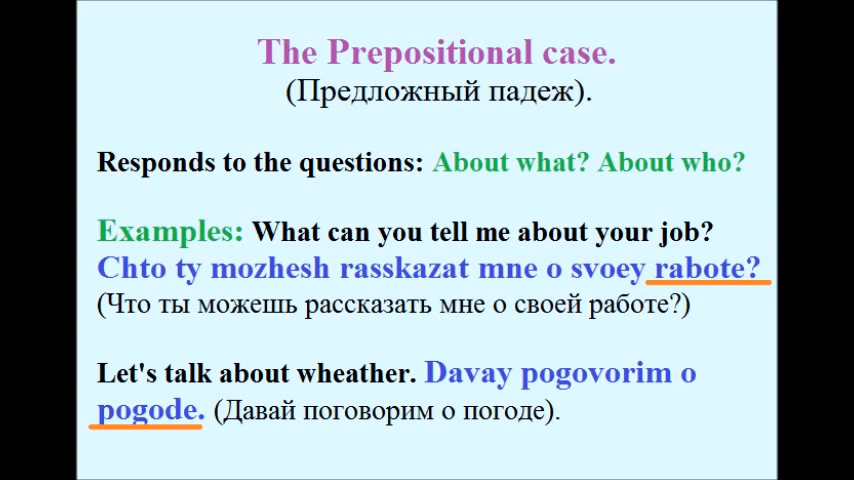 The Prepositional case.
(Предложный падеж).
Responds to the questions: About what? About who?
Examples: What can you tell me about your job?
Chto ty mozhesh rasskazat mne o svoey rabote?
(Что ты можешь рассказать мне о своей работе?)
Let's talk about wheather. Davay pogovorim o
pogode. (Давай поговорим о погоде).